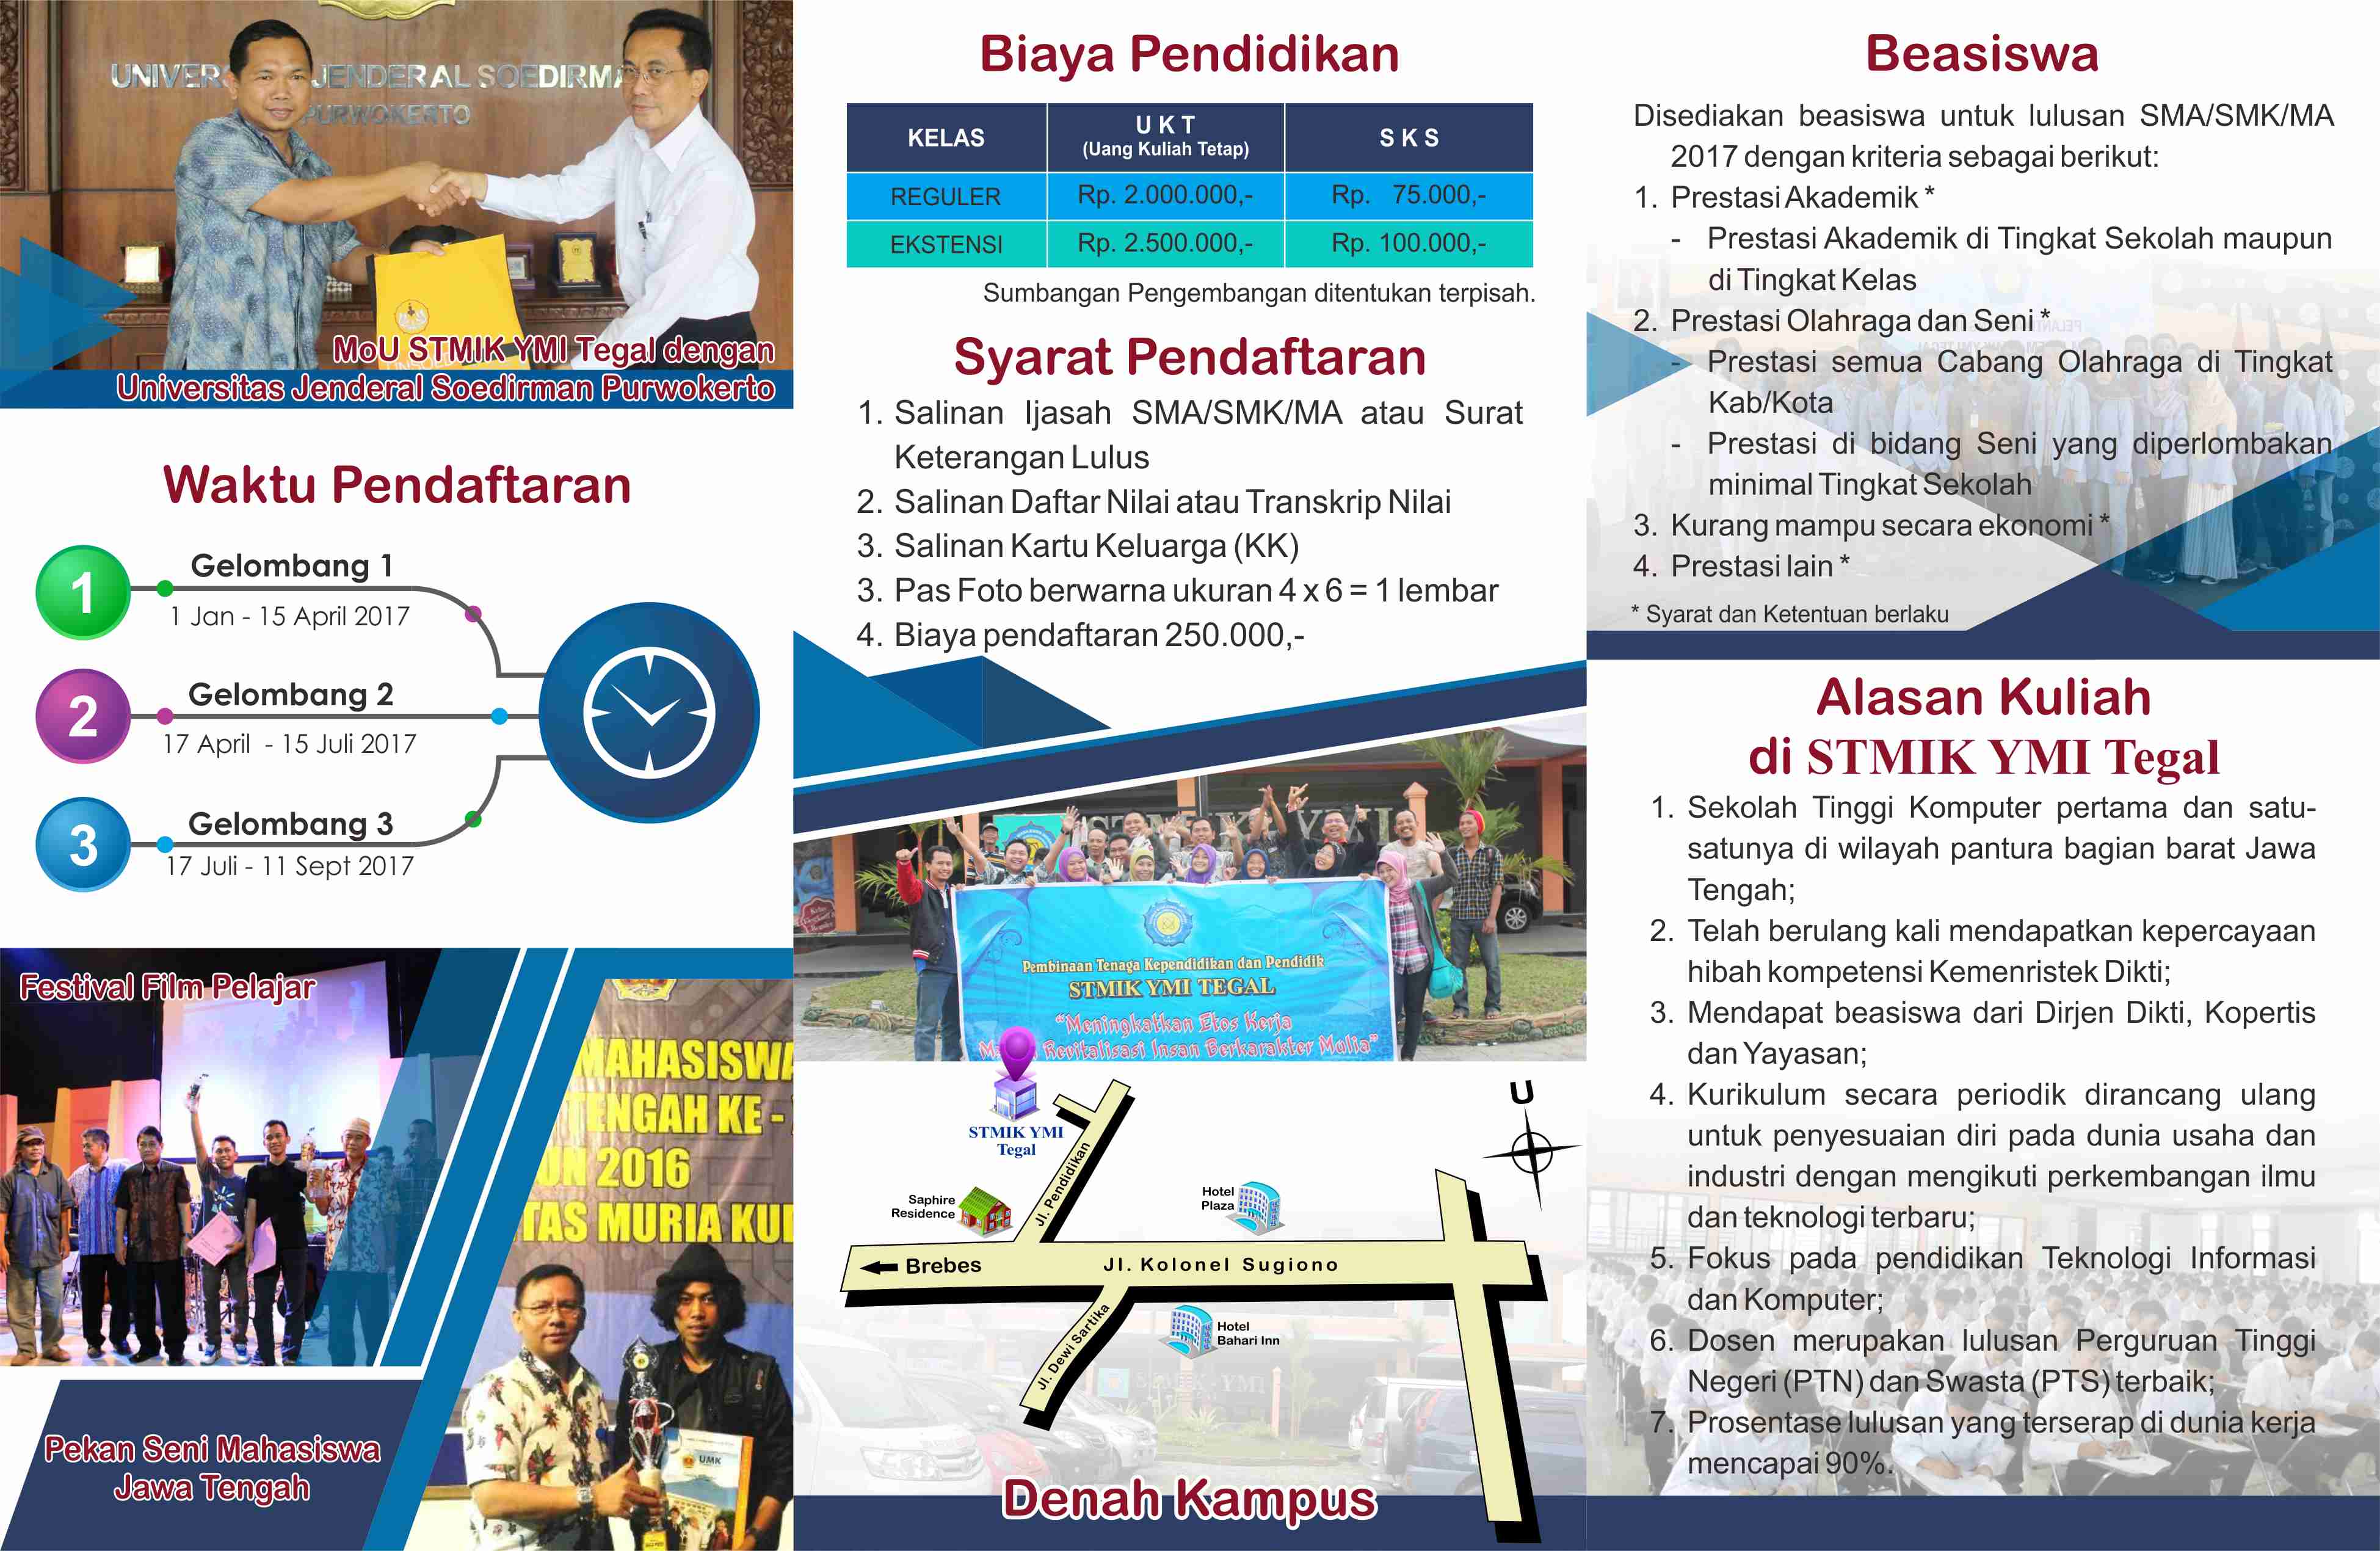 UNIVER JENDERAL SOEDIRMA
PURWOKERTO
MoU STMIK YMI Tegal dengan
Universitas Jenderal Soedirman Purwokerto
Waktu Pendaftaran
1
Gelombang 1
1 Jan - 15 April 2017
2
Gelombang 2
17 April - 15 Juli 2017
3
Gelombang 3
17 Juli - 11 Sept 2017
Festival Film Pelajar
MAHASISWA
TENGAH KE -
UN 2016
TAS MURIA KU
UMK
Pekan Seni Mahasiswa
Jawa Tengah
Biaya Pendidikan
KELAS
U K T
(Uang Kuliah Tetap)
S K S
REGULER Rp. 2.000.000,- Rp. 75.000,-
EKSTENSI Rp. 2.500.000,- Rp. 100.000,-
Sumbangan Pengembangan ditentukan terpisah.
Syarat Pendaftaran
1. Salinan Ijasah SMA/SMK/MA atau Surat
Keterangan Lulus
2. Salinan Daftar Nilai atau Transkrip Nilai
3. Salinan Kartu Keluarga (KK)
3. Pas Foto berwarna ukuran 4 x 6 = 1 lembar
4. Biaya pendaftaran 250.000,-
STMIK YMI
Pembinaan Tenaga Kependidikan dan Pendidik
STMIK YMI TEGAL
"Meningkatkan Etos Kerja
Revitalisasi Insan Berkarakter Mulia"
STMIK YMI
Tegal
U
Jl. Pendidikan
Saphire
Residence
Hotel
Plaza
Brebes
Jl. Kolonel Sugiono
Jl. Dewi Sartika
Hotel
Bahari Inn
Denah Kampus
Beasiswa
Disediakan beasiswa untuk lulusan SMA/SMK/MA
2017 dengan kriteria sebagai berikut:
1. Prestasi Akademik *
- Prestasi Akademik di Tingkat Sekolah maupun
di Tingkat Kelas
2. Prestasi Olahraga dan Seni *
- Prestasi semua Cabang Olahraga di Tingkat
Kab/Kota
- Prestasi di bidang Seni yang diperlombakan
minimal Tingkat Sekolah
3. Kurang mampu secara ekonomi *
4. Prestasi lain *
* Syarat dan Ketentuan berlaku
Alasan Kuliah
di STMIK YMI Tegal
1. Sekolah Tinggi Komputer pertama dan satu-
satunya di wilayah pantura bagian barat Jawa
Tengah;
2. Telah berulang kali mendapatkan kepercayaan
hibah kompetensi Kemenristek Dikti;
3. Mendapat beasiswa dari Dirjen Dikti, Kopertis
dan Yayasan;
4. Kurikulum secara periodik dirancang ulang
untuk penyesuaian diri pada dunia usaha dan
industri dengan mengikuti perkembangan ilmu
dan teknologi terbaru;
5. Fokus pada pendidikan Teknologi Informasi
dan Komputer;
6. Dosen merupakan lulusan Perguruan Tinggi
Negeri (PTN) dan Swasta (PTS) terbaik;
7. Prosentase lulusan yang terserap di dunia kerja
mencapai 90%.